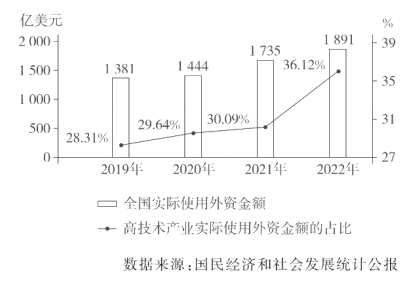 亿美元 %
2 000 39
1 891
1 735
1 500 1 381 1 444 36.12% 35
1 000
31
500 28.31% 29.64% 30.09%
0 27
2019年 2020年 2021年 2022年
全国实际使用外资金额
高技术产业实际使用外资金额的占比
数据来源:国民经济和社会发展统计公报